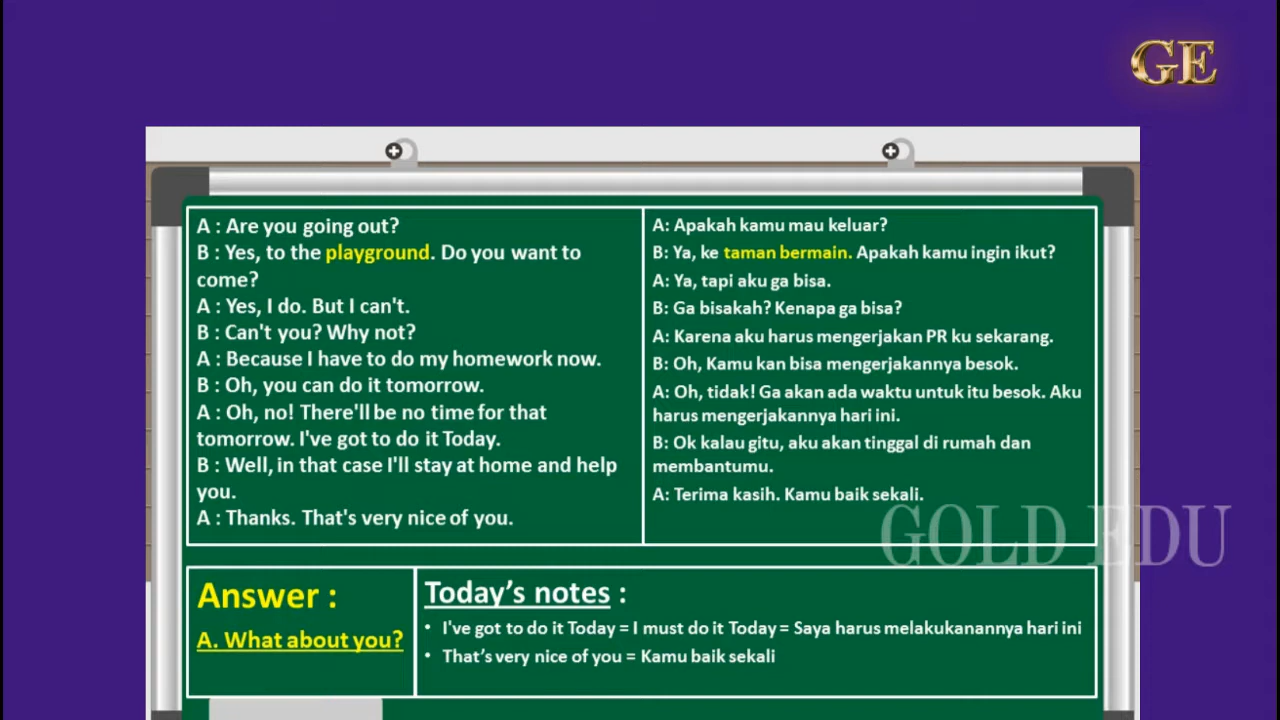 GE
A : Are you going out?
B : Yes, to the playground. Do you want to
come?
A : Yes, I do. But I can't.
B : Can't you? Why not?
A : Because I have to do my homework now.
B : Oh, you can do it tomorrow.
A : Oh, no! There'll be no time for that
tomorrow. I've got to do it Today.
B : Well, in that case I'll stay at home and help
you.
A : Thanks. That's very nice of you.
A: Apakah kamu mau keluar?
B: Ya, ke taman bermain. Apakah kamu ingin ikut?
A: Ya, tapi aku ga bisa.
B: Ga bisakah? Kenapa ga bisa?
A: Karena aku harus mengerjakan PR ku sekarang.
B: Oh, Kamu kan bisa mengerjakannya besok.
A: Oh, tidak! Ga akan ada waktu untuk itu besok. Aku
harus mengerjakannya hari ini.
B: Ok kalau gitu, aku akan tinggal di rumah dan
membantumu.
A: Terima kasih. Kamu baik sekali.
GOLD EDU
Answer :
A. What about you?
Today’s notes :
• I've got to do it Today = I must do it Today = Saya harus melakukanannya hari ini
• That’s very nice of you = Kamu baik sekali